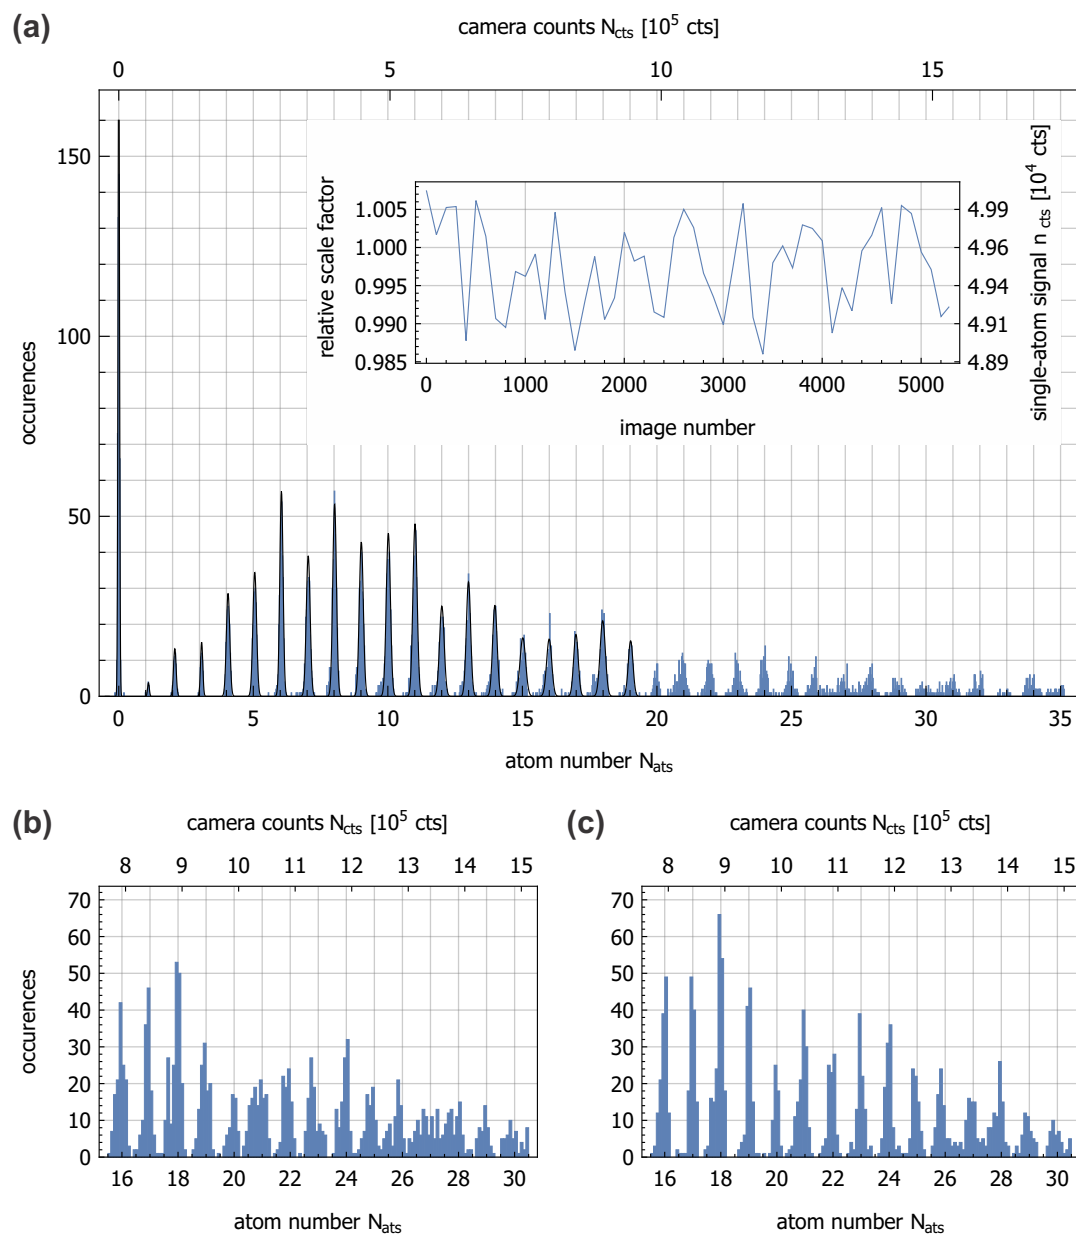 (a)
camera counts N_cts [10^5 cts]
0 5 10 15
occurences
150
100
50
0
0 5 10 15 20 25 30 35
atom number N_ats
relative scale factor
1.005
1.000
0.995
0.990
0.985
4.99
4.96
4.94
4.91
4.89
single-atom signal n_cts [10^4 cts]
0 1000 2000 3000 4000 5000
image number
(b)
camera counts N_cts [10^5 cts]
8 9 10 11 12 13 14 15
occurences
70
60
50
40
30
20
10
0
16 18 20 22 24 26 28 30
atom number N_ats
(c)
camera counts N_cts [10^5 cts]
8 9 10 11 12 13 14 15
70
60
50
40
30
20
10
0
16 18 20 22 24 26 28 30
atom number N_ats